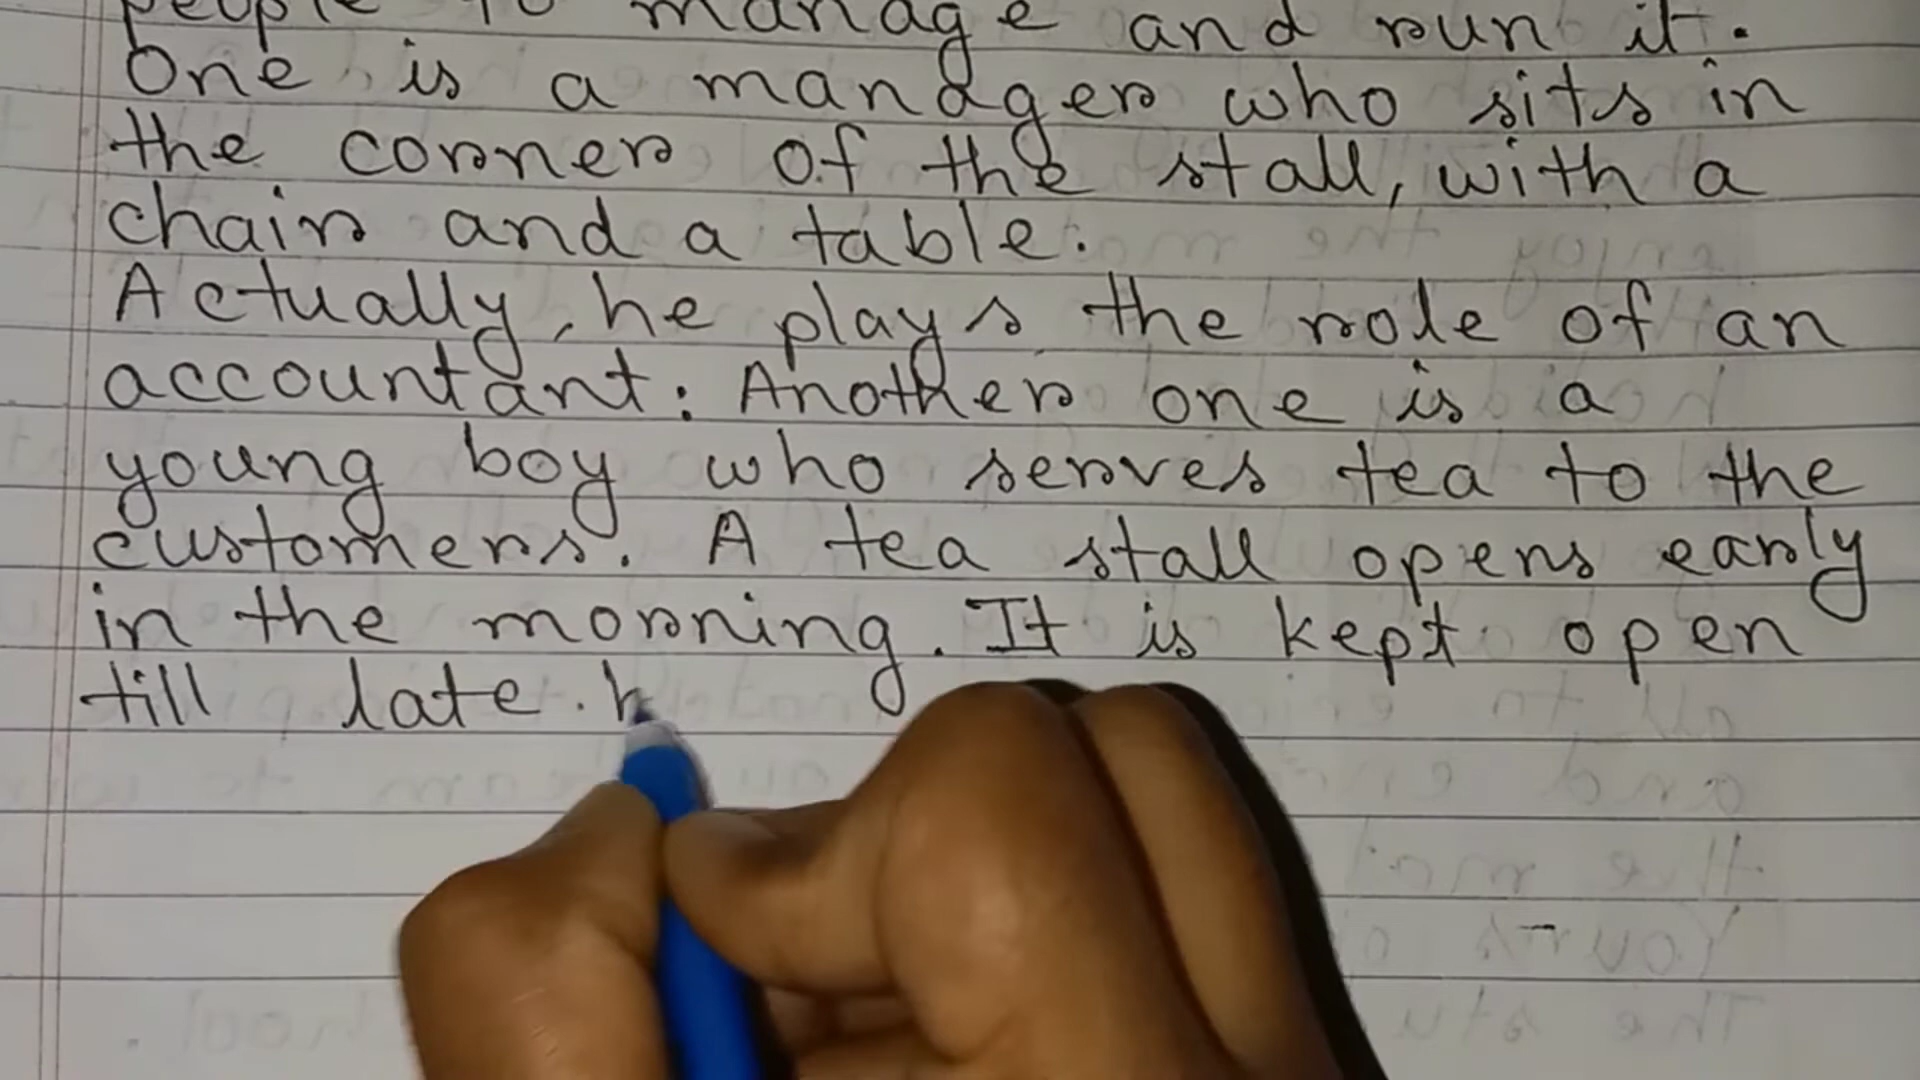 people to manage and run it.
One is a manager who sits in
the corner of the stall, with a
chair and a table.
Actually, he plays the role of an
accountant. Another one is a
young boy who serves tea to the
customers. A tea stall opens early
in the morning. It is kept open
till late.